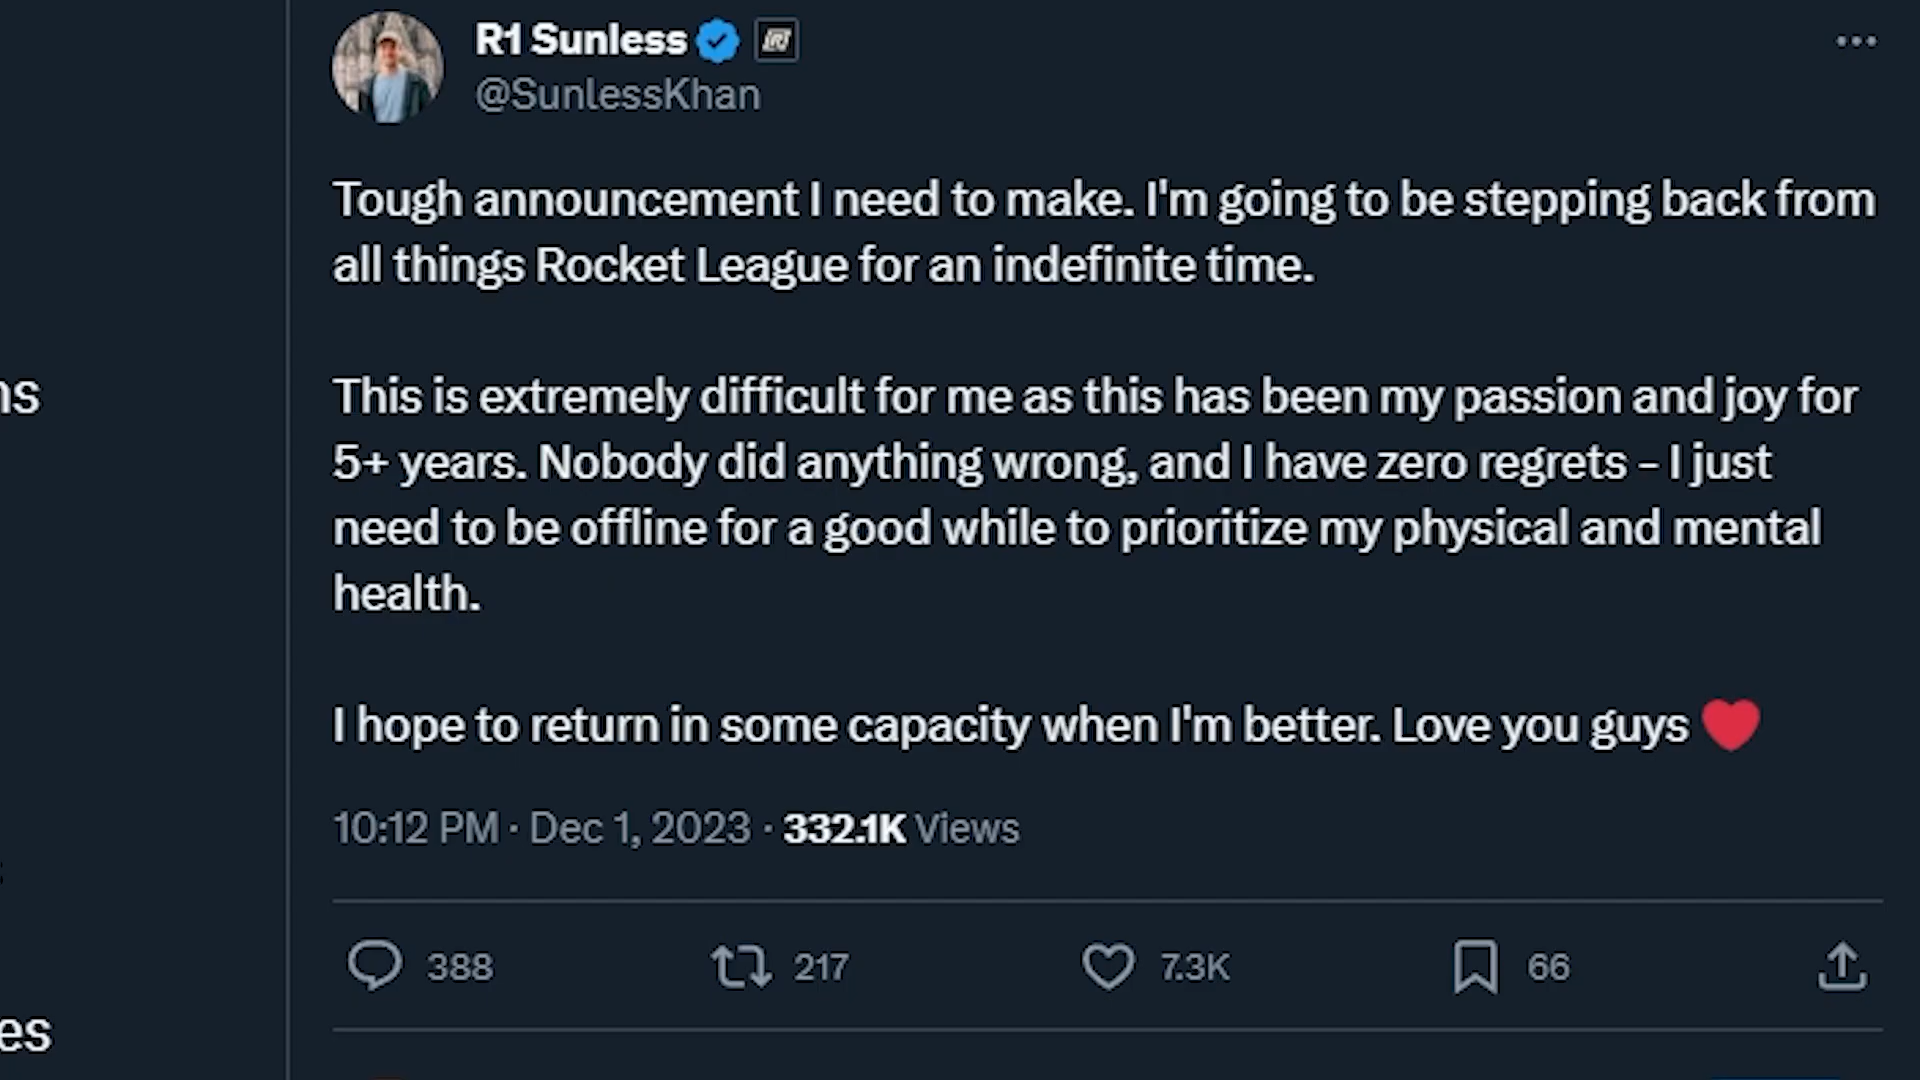 R1 Sunless
@SunlessKhan
Tough announcement I need to make. I'm going to be stepping back from
all things Rocket League for an indefinite time.
This is extremely difficult for me as this has been my passion and joy for
5+ years. Nobody did anything wrong, and I have zero regrets – I just
need to be offline for a good while to prioritize my physical and mental
health.
I hope to return in some capacity when I'm better. Love you guys ❤️
10:12 PM · Dec 1, 2023 · 332.1K Views
388 217 7.3K 66
ns
es